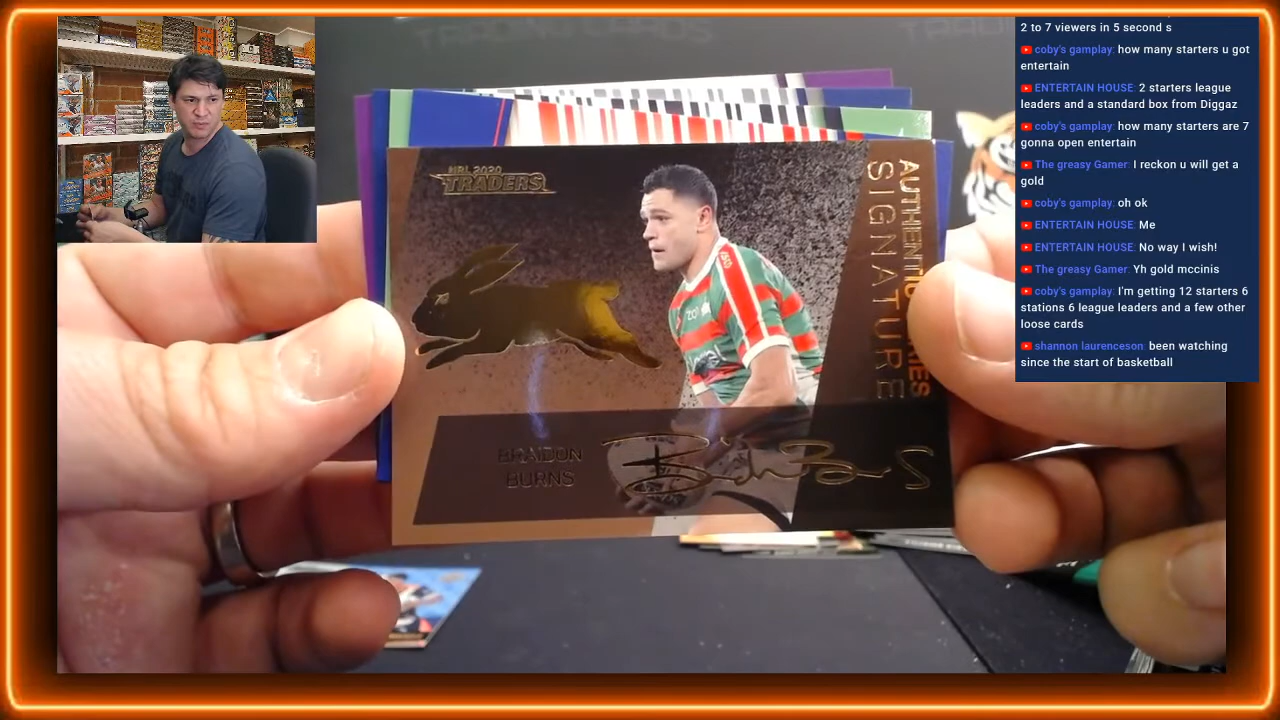 2 to 7 viewers in 5 second s
coby's gamplay: how many starters u got
entertain
ENTERTAIN HOUSE: 2 starters league
leaders and a standard box from Diggaz
coby's gamplay: how many starters are 7
gonna open entertain
The greasy Gamer: I reckon u will get a
gold
coby's gamplay: oh ok
ENTERTAIN HOUSE: Me
ENTERTAIN HOUSE: No way I wish!
The greasy Gamer: Yh gold mccinis
coby's gamplay: I'm getting 12 starters 6
stations 6 league leaders and a few other
loose cards
shannon laurenceson: been watching
since the start of basketball
NRL 2020
TRADERS
AUTHENTIC
SIGNATURE
BRAIDON
BURNS